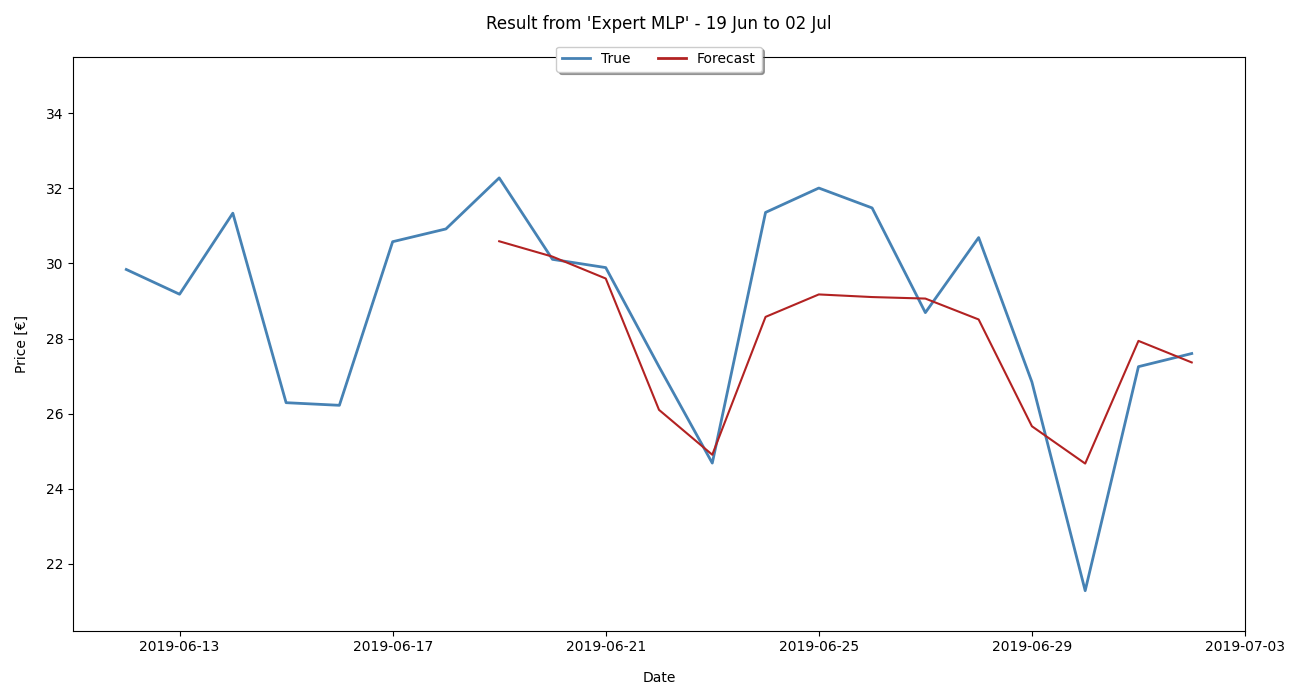 Result from 'Expert MLP' - 19 Jun to 02 Jul
True Forecast
34
32
30
28
26
24
22
Price [€]
2019-06-13 2019-06-17 2019-06-21 2019-06-25 2019-06-29 2019-07-03
Date